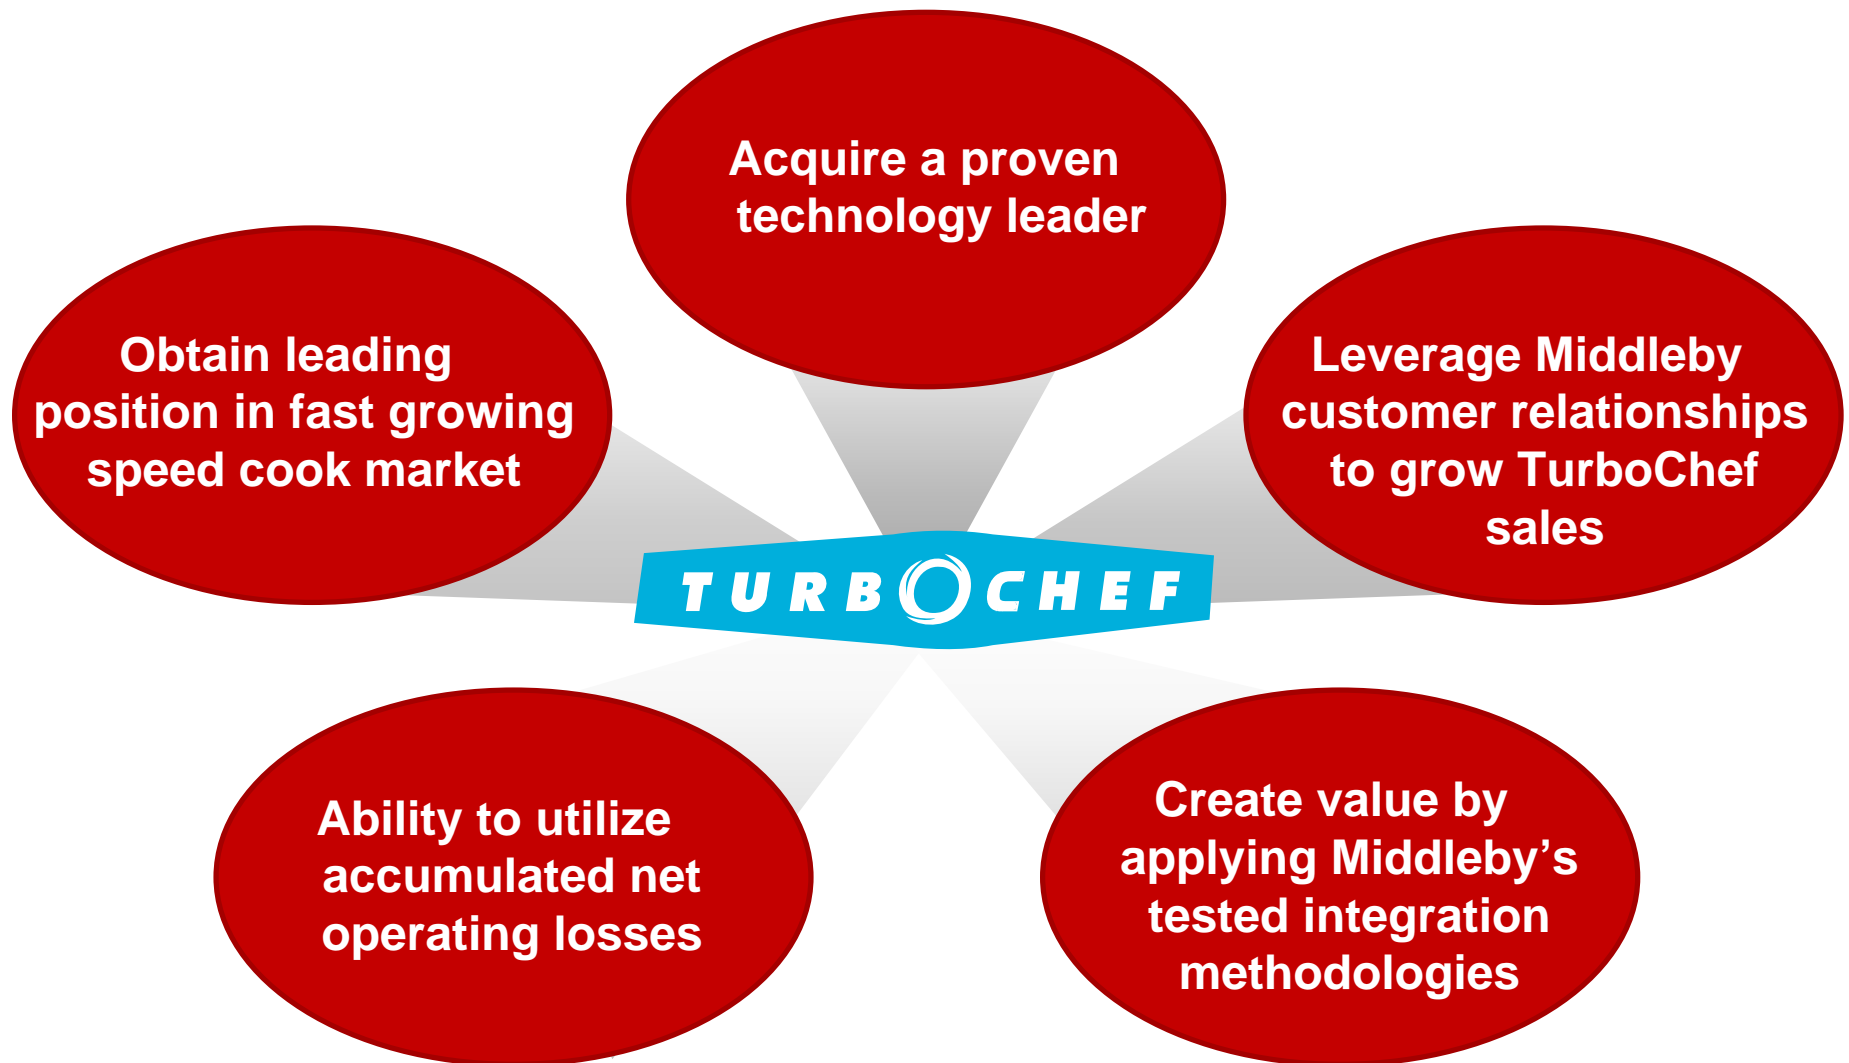 Acquire a proven
technology leader
Obtain leading
position in fast growing
speed cook market
Leverage Middleby
customer relationships
to grow TurboChef
sales
TURBOCHEF
Ability to utilize
accumulated net
operating losses
Create value by
applying Middleby’s
tested integration
methodologies